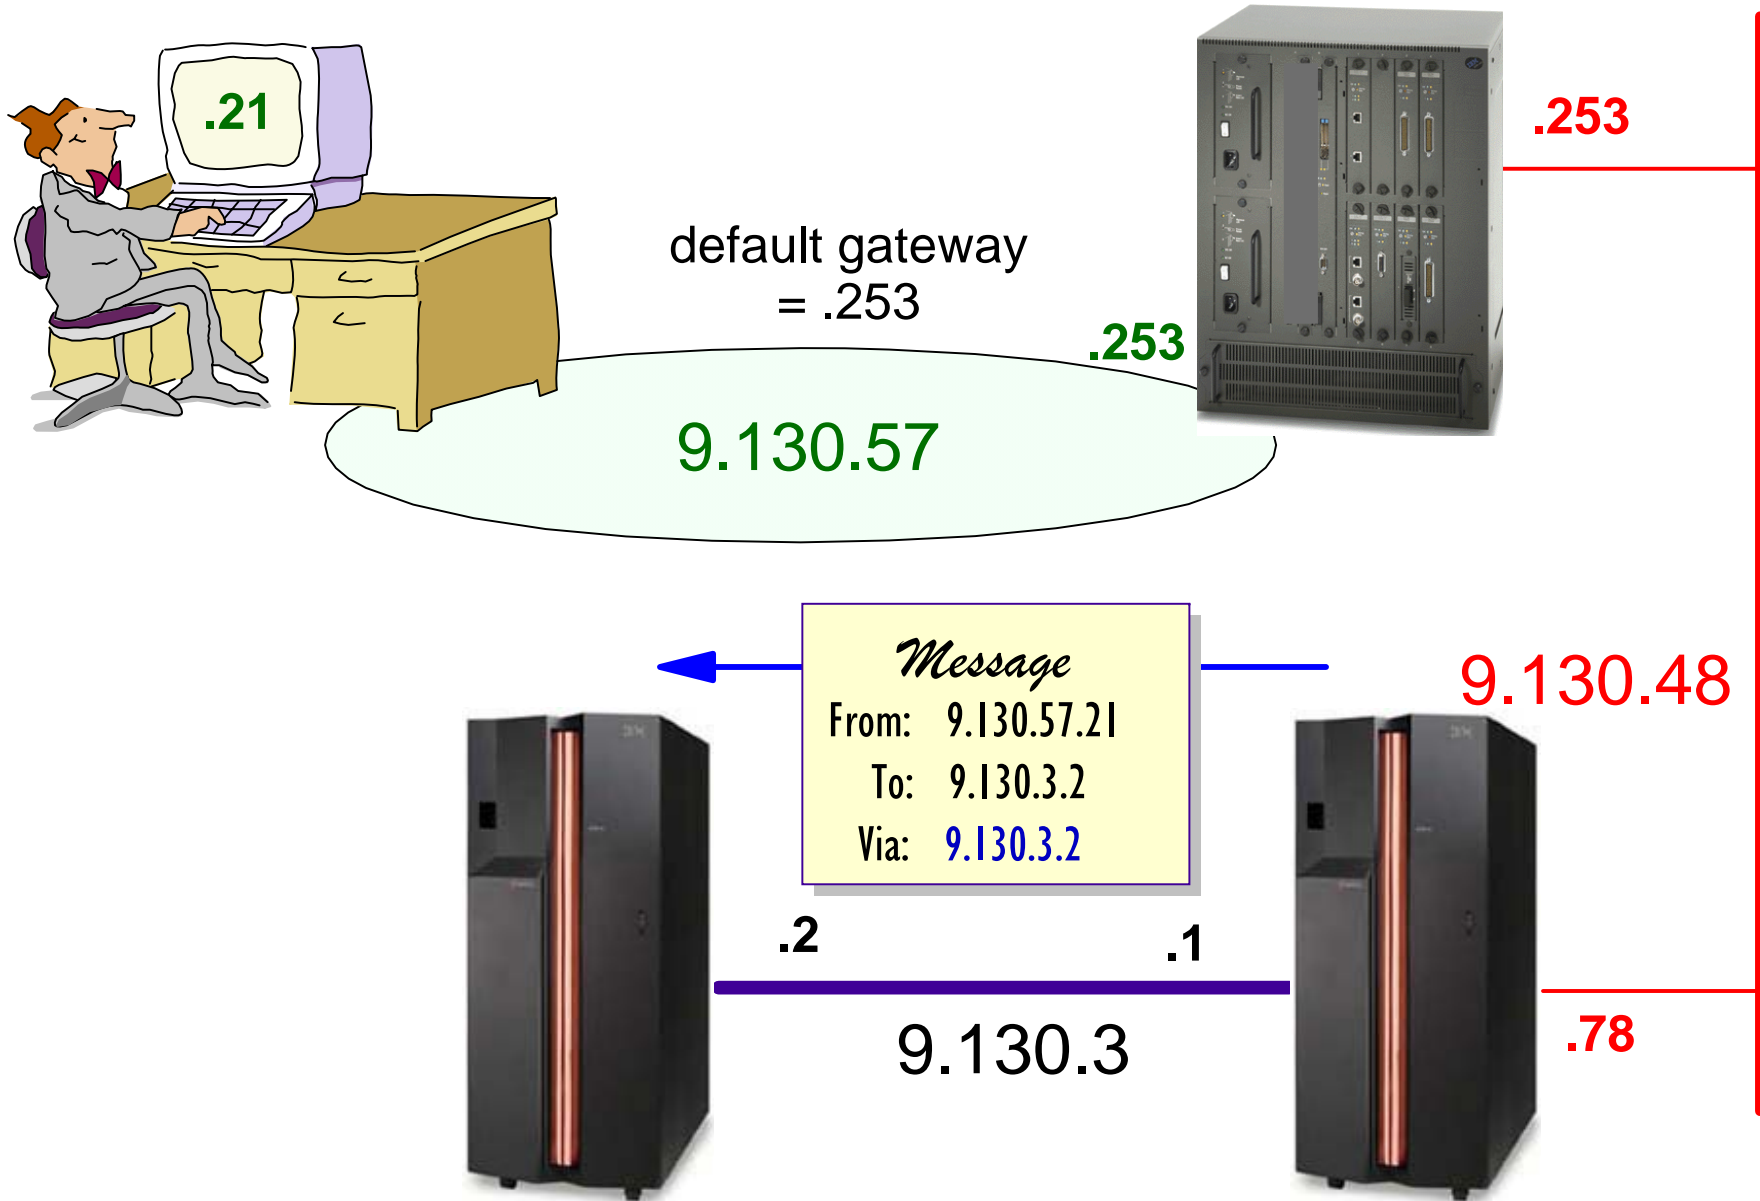 .21
.253
default gateway
= .253
.253
9.130.57
Message
From: 9.130.57.21
To: 9.130.3.2
Via: 9.130.3.2
9.130.48
.2
.1
.78
9.130.3